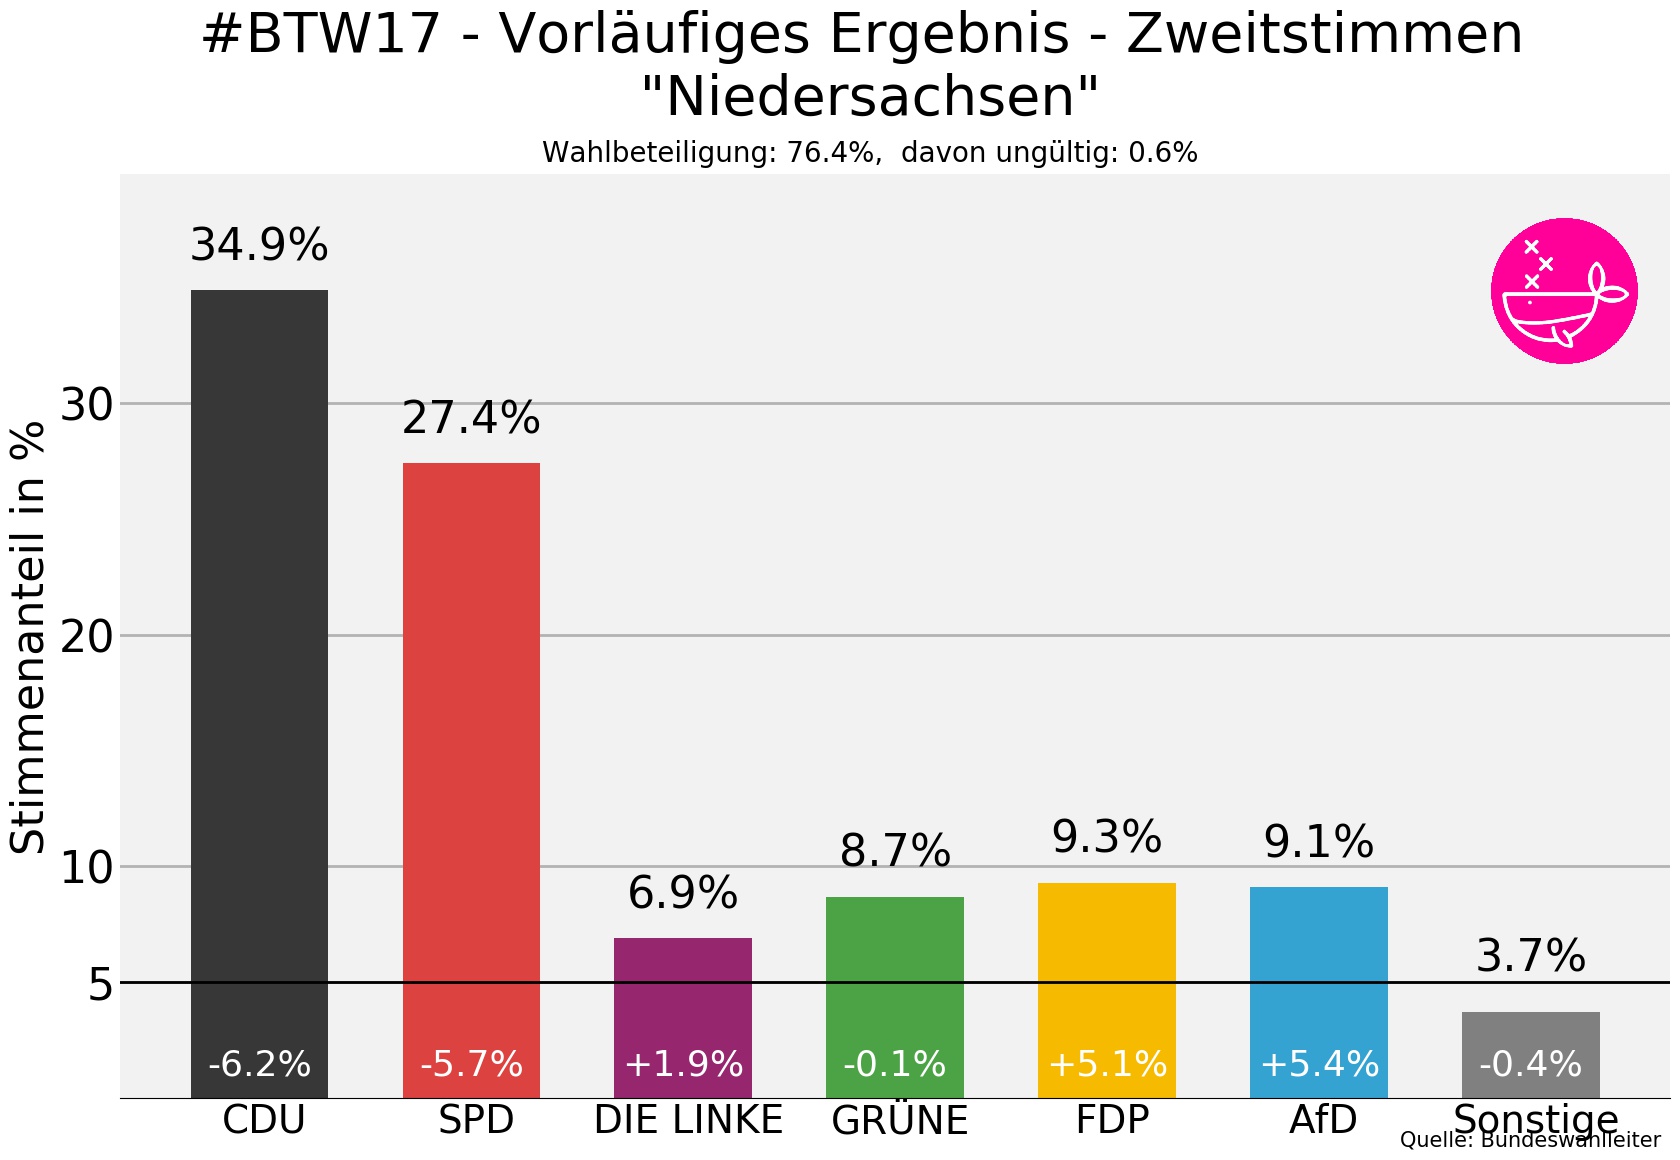 #BTW17 - Vorläufiges Ergebnis - Zweitstimmen
"Niedersachsen"
Wahlbeteiligung: 76.4%,  davon ungültig: 0.6%
Stimmenanteil in %
30
20
10
5
34.9%
27.4%
6.9%
8.7%
9.3%
9.1%
3.7%
-6.2%
-5.7%
+1.9%
-0.1%
+5.1%
+5.4%
-0.4%
CDU
SPD
DIE LINKE
GRÜNE
FDP
AfD
Sonstige
Quelle: Bundeswahlleiter